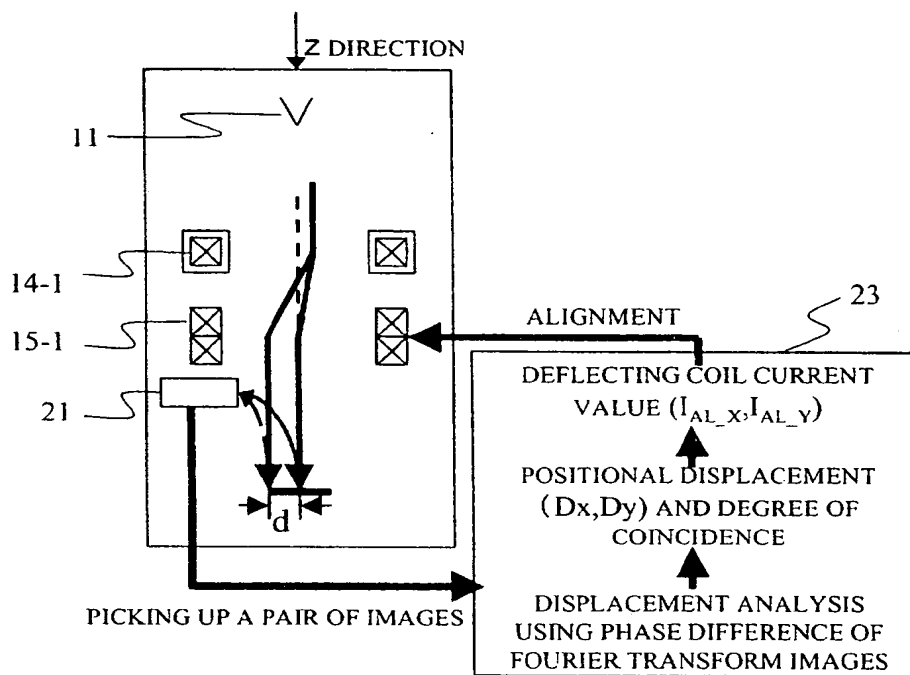 Z DIRECTION
11
14-1
15-1
21
d
ALIGNMENT
23
DEFLECTING COIL CURRENT
VALUE (I_AL_X,I_AL_Y)
POSITIONAL DISPLACEMENT
(Dx,Dy) AND DEGREE OF
COINCIDENCE
PICKING UP A PAIR OF IMAGES
DISPLACEMENT ANALYSIS
USING PHASE DIFFERENCE OF
FOURIER TRANSFORM IMAGES